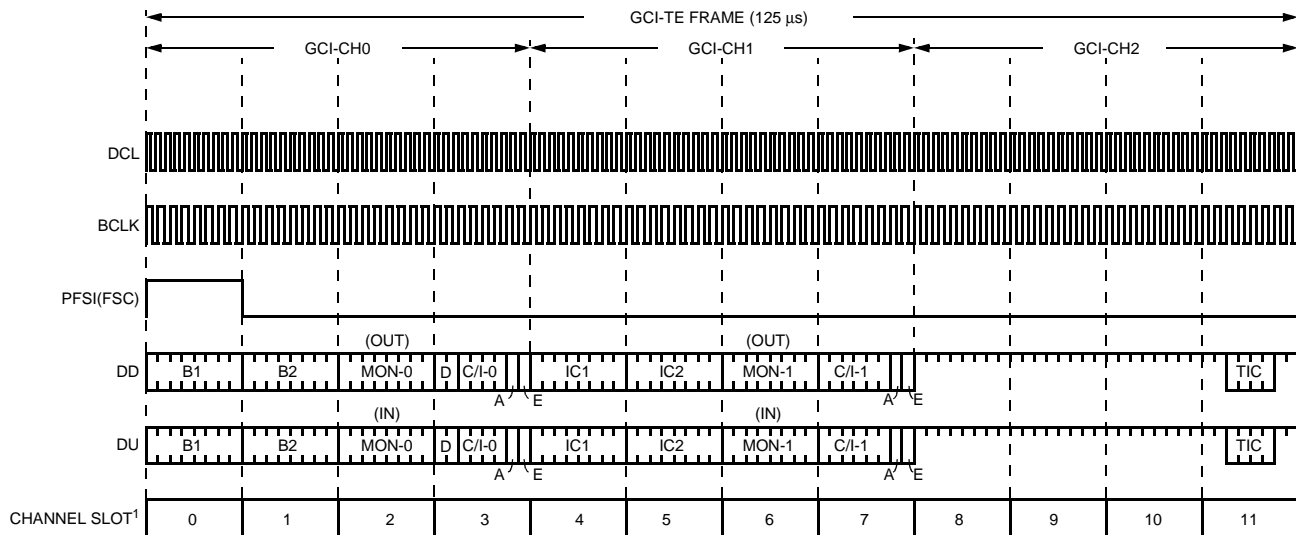 GCI-TE FRAME (125 μs)
GCI-CH0 GCI-CH1 GCI-CH2
DCL
BCLK
PFSI(FSC)
(OUT) (OUT)
DD B1 B2 MON-0 D C/I-0 IC1 IC2 MON-1 C/I-1 TIC
A E A E
(IN) (IN)
DU B1 B2 MON-0 D C/I-0 IC1 IC2 MON-1 C/I-1 TIC
A E A E
CHANNEL SLOT¹ 0 1 2 3 4 5 6 7 8 9 10 11